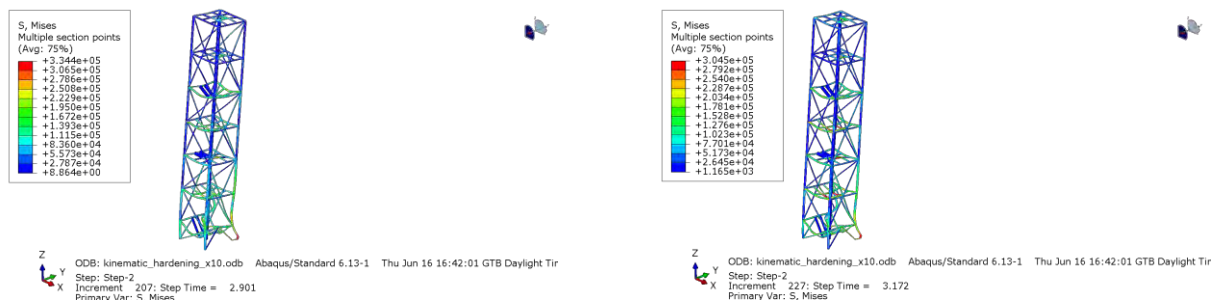 S, Mises
Multiple section points
(Avg: 75%)
+3.344e+05
+3.065e+05
+2.786e+05
+2.508e+05
+2.229e+05
+1.950e+05
+1.672e+05
+1.393e+05
+1.115e+05
+8.360e+04
+5.573e+04
+2.787e+04
+8.864e+00
Z
Y
X
ODB: kinematic_hardening_x10.odb Abaqus/Standard 6.13-1 Thu Jun 16 16:42:01 GTB Daylight Tir
Step: Step-2
Increment 207: Step Time = 2.901
Primary Var: S, Mises
S, Mises
Multiple section points
(Avg: 75%)
+3.045e+05
+2.792e+05
+2.540e+05
+2.287e+05
+2.034e+05
+1.781e+05
+1.528e+05
+1.276e+05
+1.023e+05
+7.701e+04
+5.173e+04
+2.645e+04
+1.165e+03
Z
Y
X
ODB: kinematic_hardening_x10.odb Abaqus/Standard 6.13-1 Thu Jun 16 16:42:01 GTB Daylight Tir
Step: Step-2
Increment 227: Step Time = 3.172
Primary Var: S, Mises